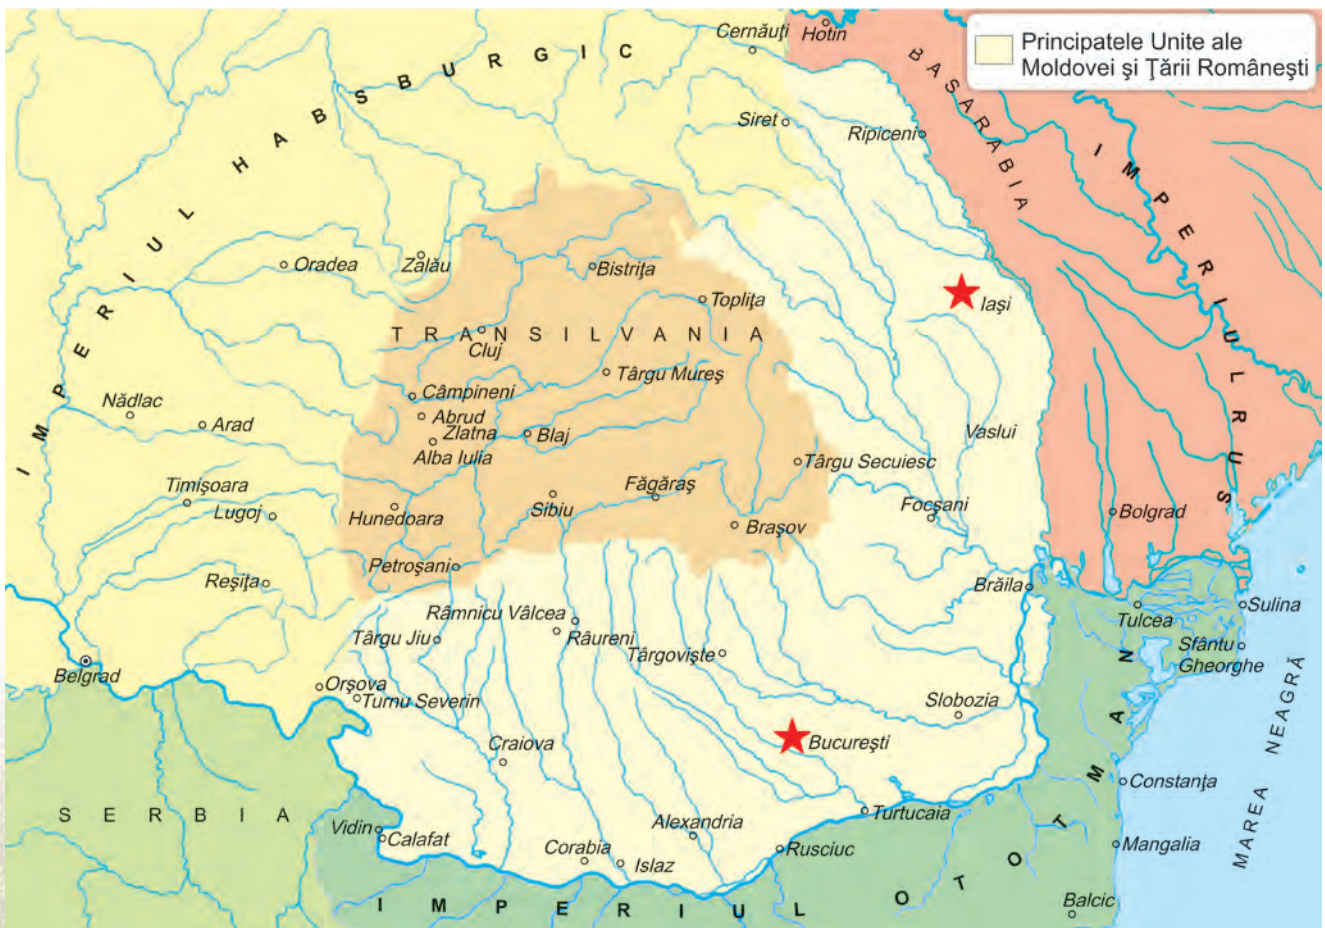 Principatele Unite ale
Moldovei şi Ţării Româneşti
Cernăuţi
Hotin
IMPERIUL HABSBURGIC
BASARABIA
IMPERIUL RUS
Siret
Ripiceni
Oradea
Zalău
Bistriţa
Topliţa
Iaşi
TRANSILVANIA
Cluj
Târgu Mureş
Câmpineni
Nădlac
Arad
Abrud
Zlatna
Blaj
Alba Iulia
Vaslui
Târgu Secuiesc
Timişoara
Lugoj
Hunedoara
Sibiu
Făgăraş
Braşov
Focşani
Bolgrad
Petroşani
Reşiţa
Brăila
Tulcea
Sulina
Râmnicu Vâlcea
Târgu Jiu
Râureni
Târgovişte
Sfântu
Gheorghe
Belgrad
Orşova
Turnu Severin
Slobozia
Craiova
Bucureşti
Constanţa
MAREA NEAGRĂ
SERBIA
Vidin
Calafat
Alexandria
Turtucaia
Corabia
Islaz
Rusciuc
Mangalia
Balcic
IMPERIUL OTOTMAN